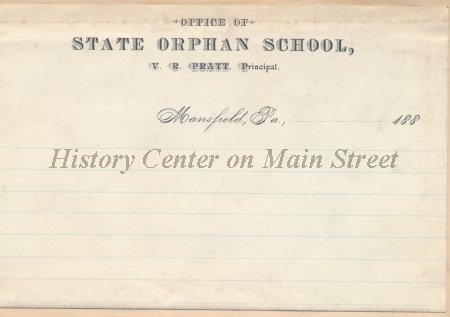 OFFICE OF
STATE ORPHAN SCHOOL,
V. R. PRATT Principal.
Mansfield, Pa., 188
History Center on Main Street